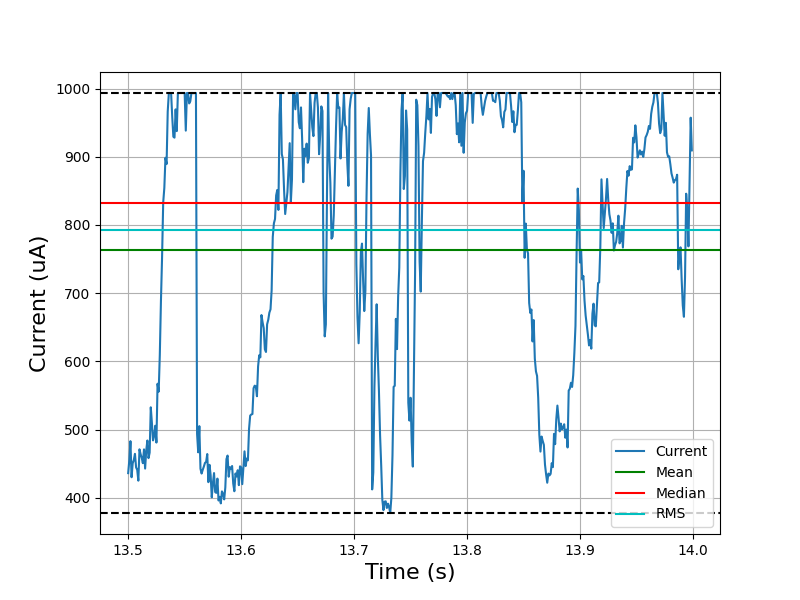 1000
900
800
700
600
500
400
Current (uA)
13.5 13.6 13.7 13.8 13.9 14.0
Time (s)
Current
Mean
Median
RMS